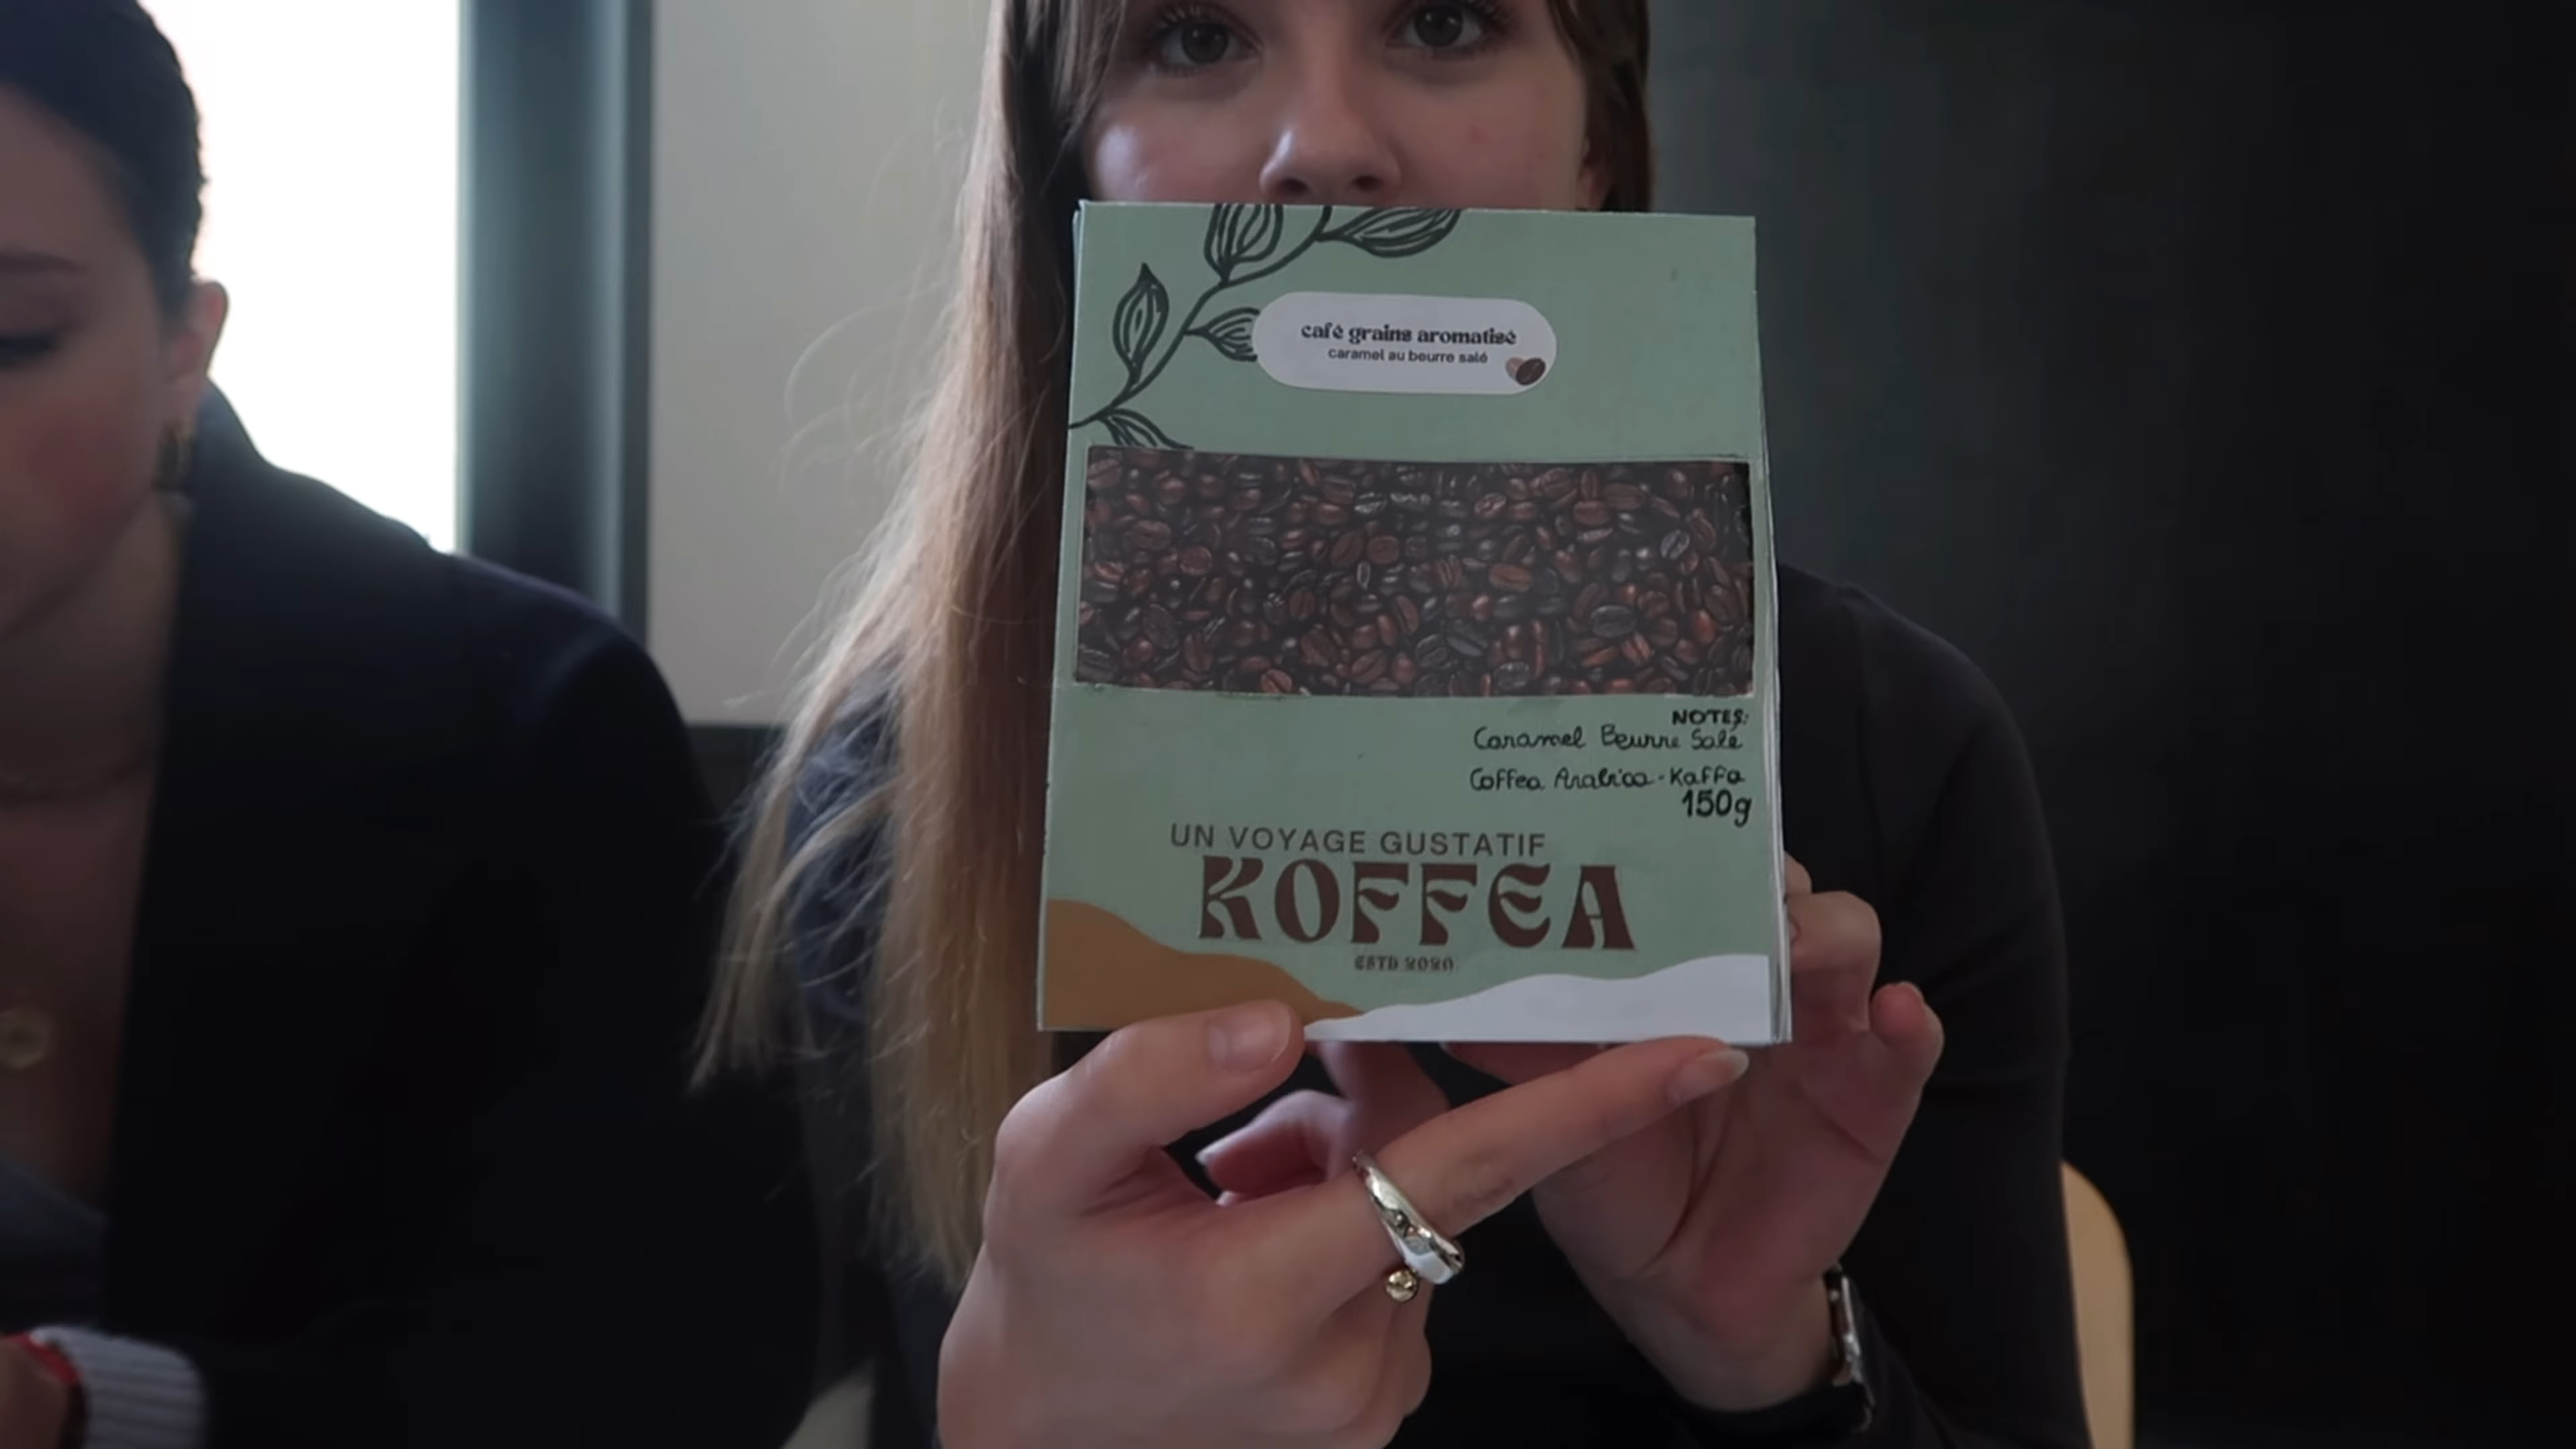 café grains aromatisé
caramel au beurre salé
NOTES:
Caramel Beurre Salé
Coffea Arabica-Kaffa
150g
UN VOYAGE GUSTATIF
KOFFEA
ESTD 2020